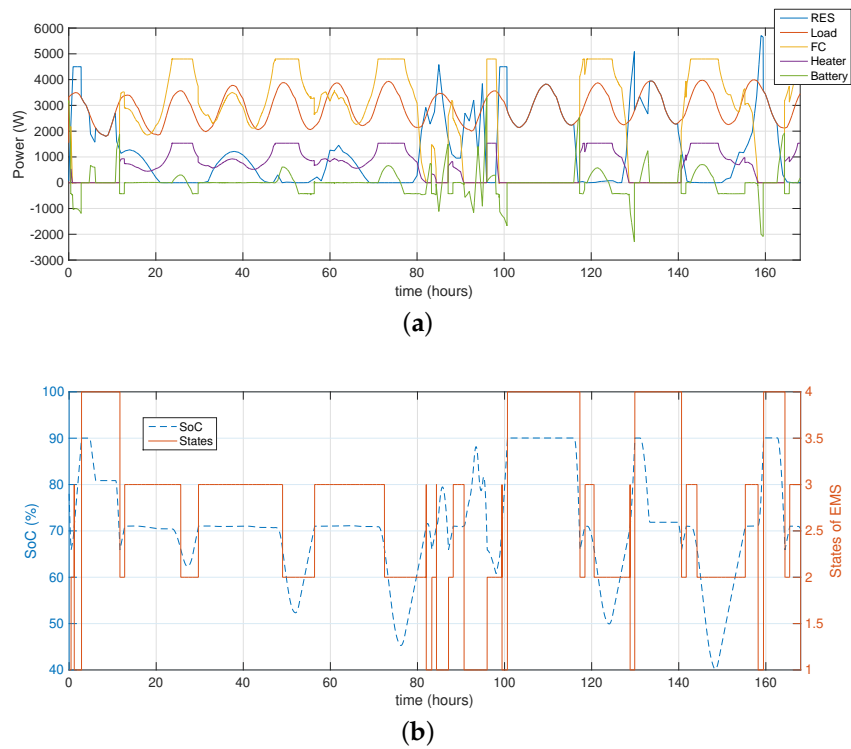 RES
Load
FC
Heater
Battery
6000
5000
4000
3000
2000
1000
0
-1000
-2000
-3000
Power (W)
0 20 40 60 80 100 120 140 160
time (hours)
(a)
100
90
80
70
60
50
40
SoC (%)
SoC
States
4
3.5
3
2.5
2
1.5
1
States of EMS
0 20 40 60 80 100 120 140 160
time (hours)
(b)